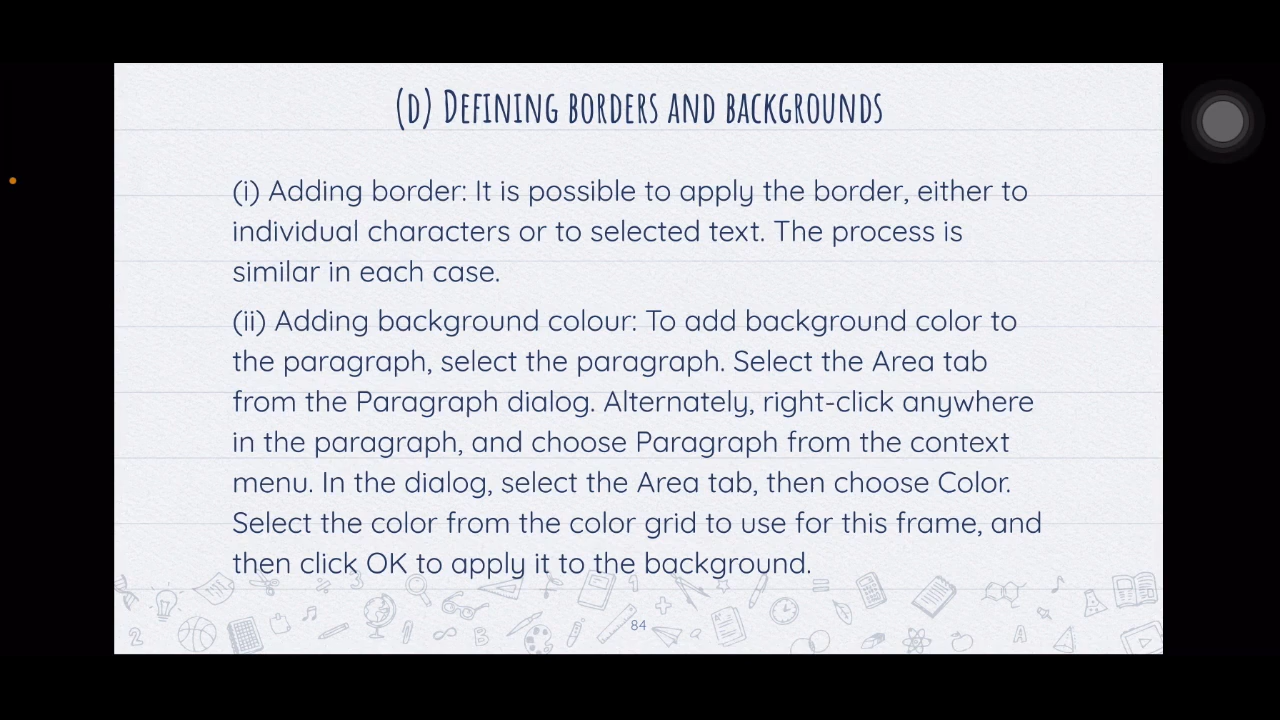 (d) Defining borders and backgrounds
(i) Adding border: It is possible to apply the border, either to
individual characters or to selected text. The process is
similar in each case.
(ii) Adding background colour: To add background color to
the paragraph, select the paragraph. Select the Area tab
from the Paragraph dialog. Alternately, right-click anywhere
in the paragraph, and choose Paragraph from the context
menu. In the dialog, select the Area tab, then choose Color.
Select the color from the color grid to use for this frame, and
then click OK to apply it to the background.
84